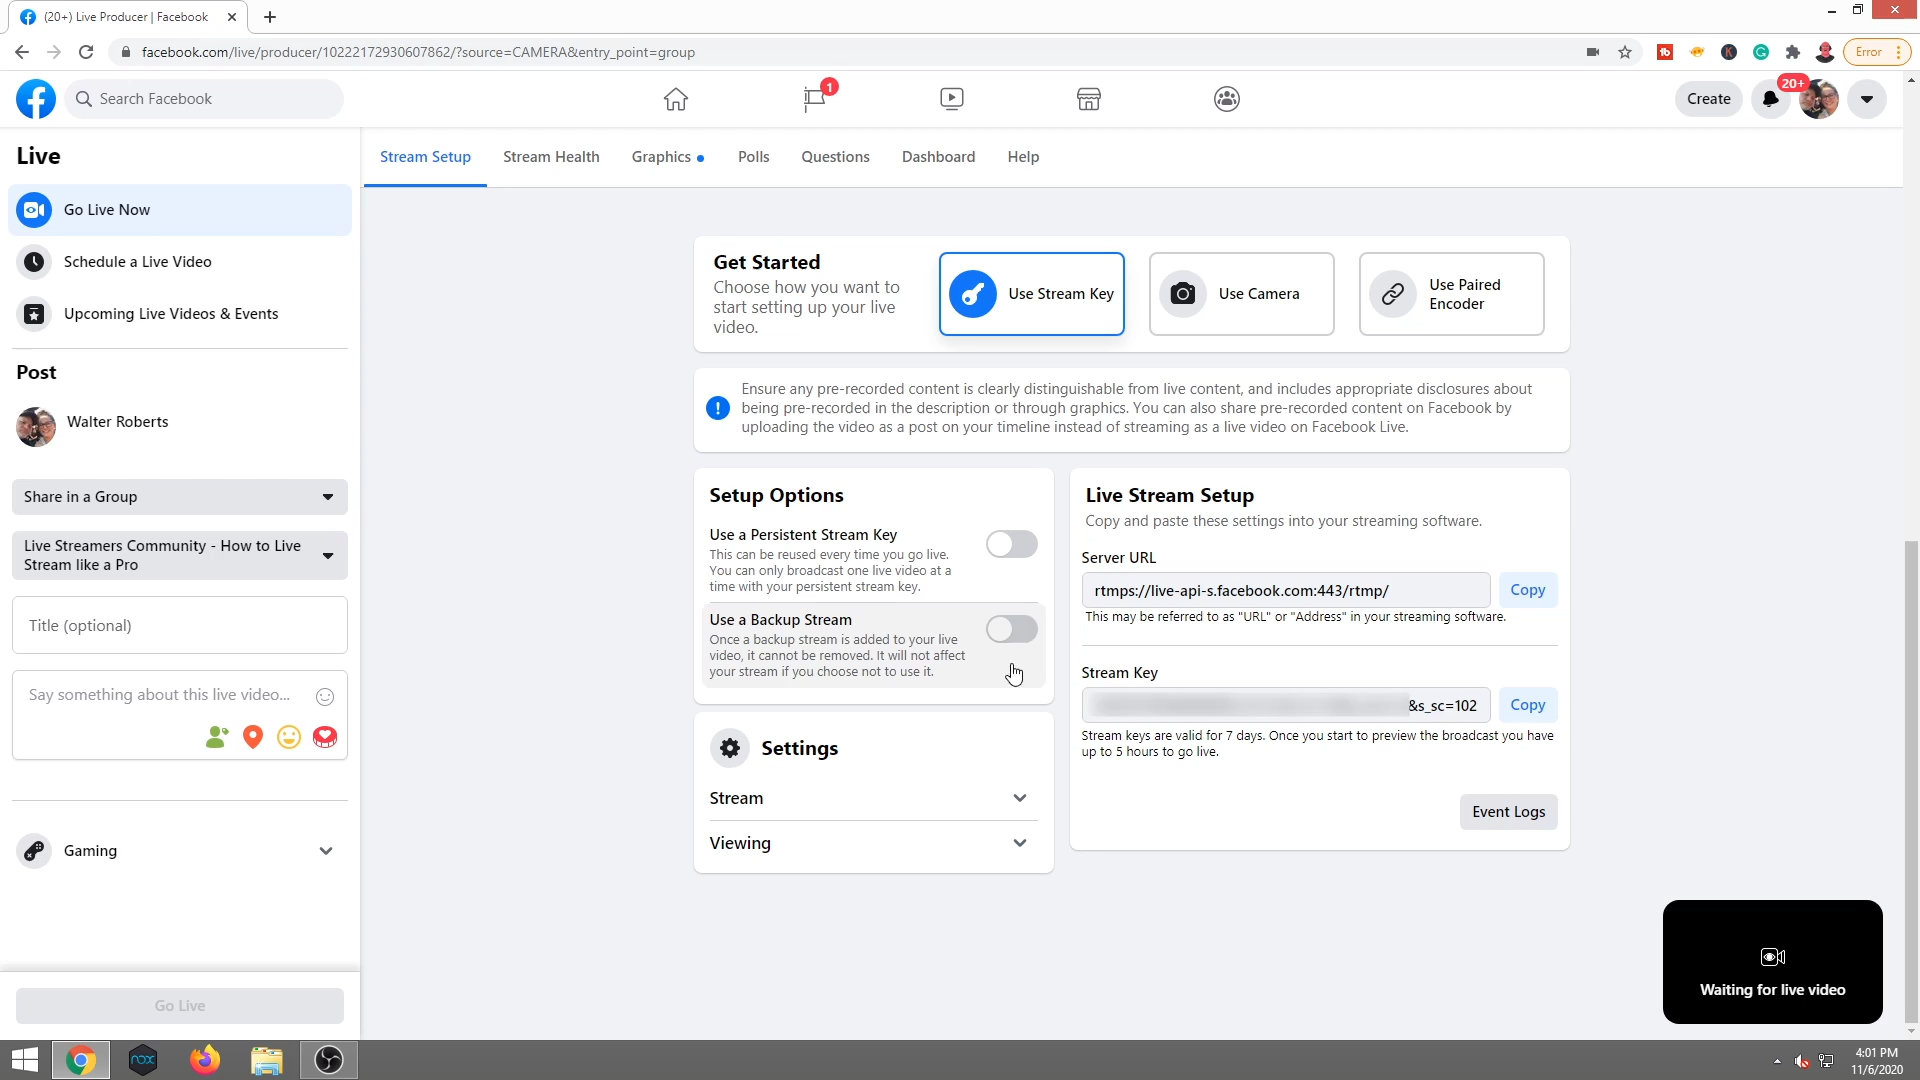 (20+) Live Producer | Facebook
facebook.com/live/producer/10222172930607862/?source=CAMERA&entry_point=group
Error
Search Facebook
1
Create
20+
Live
Go Live Now
Schedule a Live Video
Upcoming Live Videos & Events
Post
Walter Roberts
Share in a Group
Live Streamers Community - How to Live
Stream like a Pro
Title (optional)
Say something about this live video...
Gaming
Go Live
Stream Setup
Stream Health
Graphics
Polls
Questions
Dashboard
Help
Get Started
Choose how you want to
start setting up your live
video.
Use Stream Key
Use Camera
Use Paired
Encoder
Ensure any pre-recorded content is clearly distinguishable from live content, and includes appropriate disclosures about
being pre-recorded in the description or through graphics. You can also share pre-recorded content on Facebook by
uploading the video as a post on your timeline instead of streaming as a live video on Facebook Live.
Setup Options
Use a Persistent Stream Key
This can be reused every time you go live.
You can only broadcast one live video at a
time with your persistent stream key.
Use a Backup Stream
Once a backup stream is added to your live
video, it cannot be removed. It will not affect
your stream if you choose not to use it.
Settings
Stream
Viewing
Live Stream Setup
Copy and paste these settings into your streaming software.
Server URL
rtmps://live-api-s.facebook.com:443/rtmp/
Copy
This may be referred to as "URL" or "Address" in your streaming software.
Stream Key
&s_sc=102
Copy
Stream keys are valid for 7 days. Once you start to preview the broadcast you have
up to 5 hours to go live.
Event Logs
Waiting for live video
nox
4:01 PM
11/6/2020